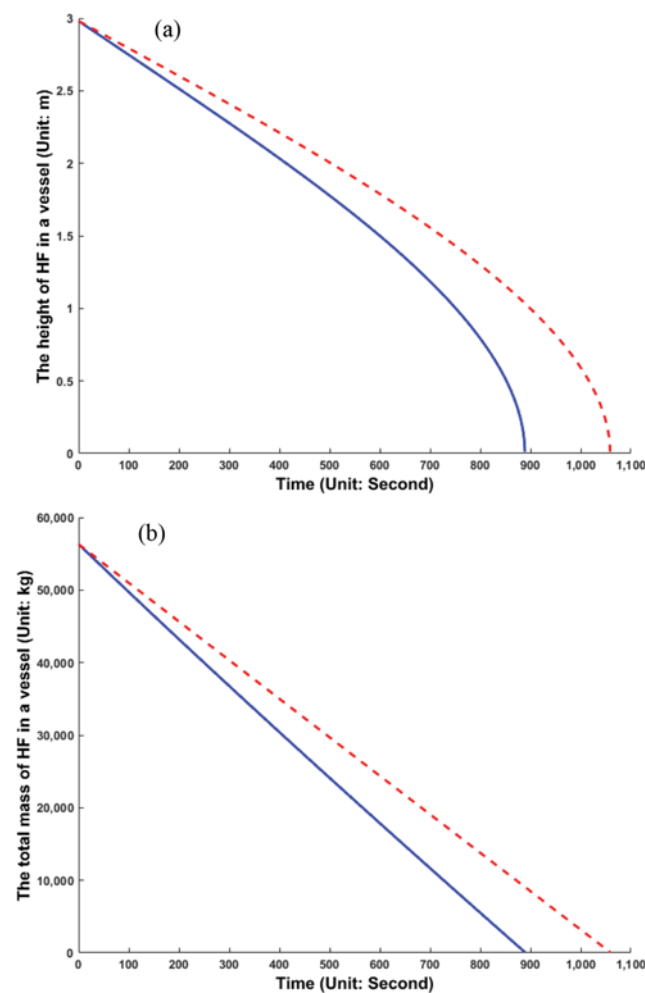 (a)
The height of HF in a vessel (Unit: m)
3
2.5
2
1.5
1
0.5
0
0 100 200 300 400 500 600 700 800 900 1,000 1,100
Time (Unit: Second)
(b)
The total mass of HF in a vessel (Unit: kg)
60,000
50,000
40,000
30,000
20,000
10,000
0
0 100 200 300 400 500 600 700 800 900 1,000 1,100
Time (Unit: Second)